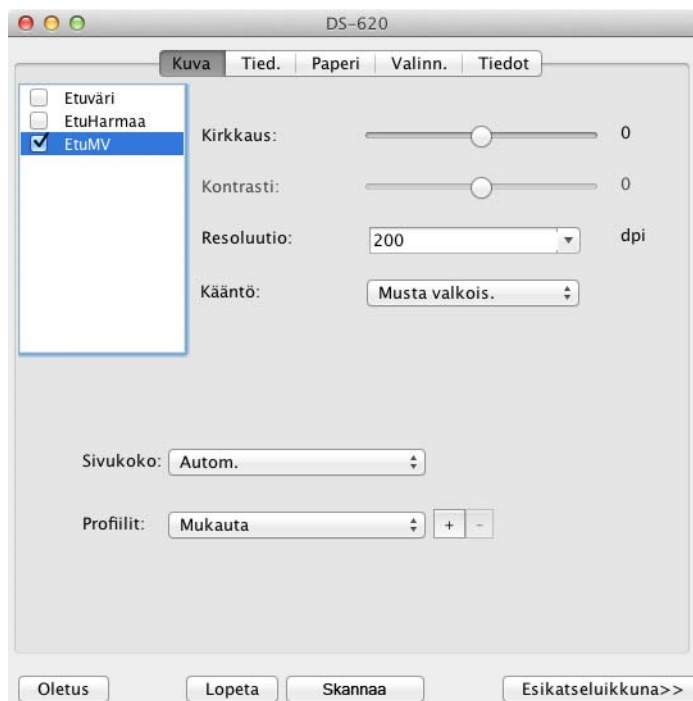 DS-620
Kuva Tied. Paperi Valinn. Tiedot
Etuväri
EtuHarmaa
EtuMV
Kirkkaus: 0
Kontrasti: 0
Resoluutio: 200 dpi
Kääntö: Musta valkois.
Sivukoko: Autom.
Profiilit: Mukauta + -
Oletus Lopeta Skannaa Esikatseluikkuna>>